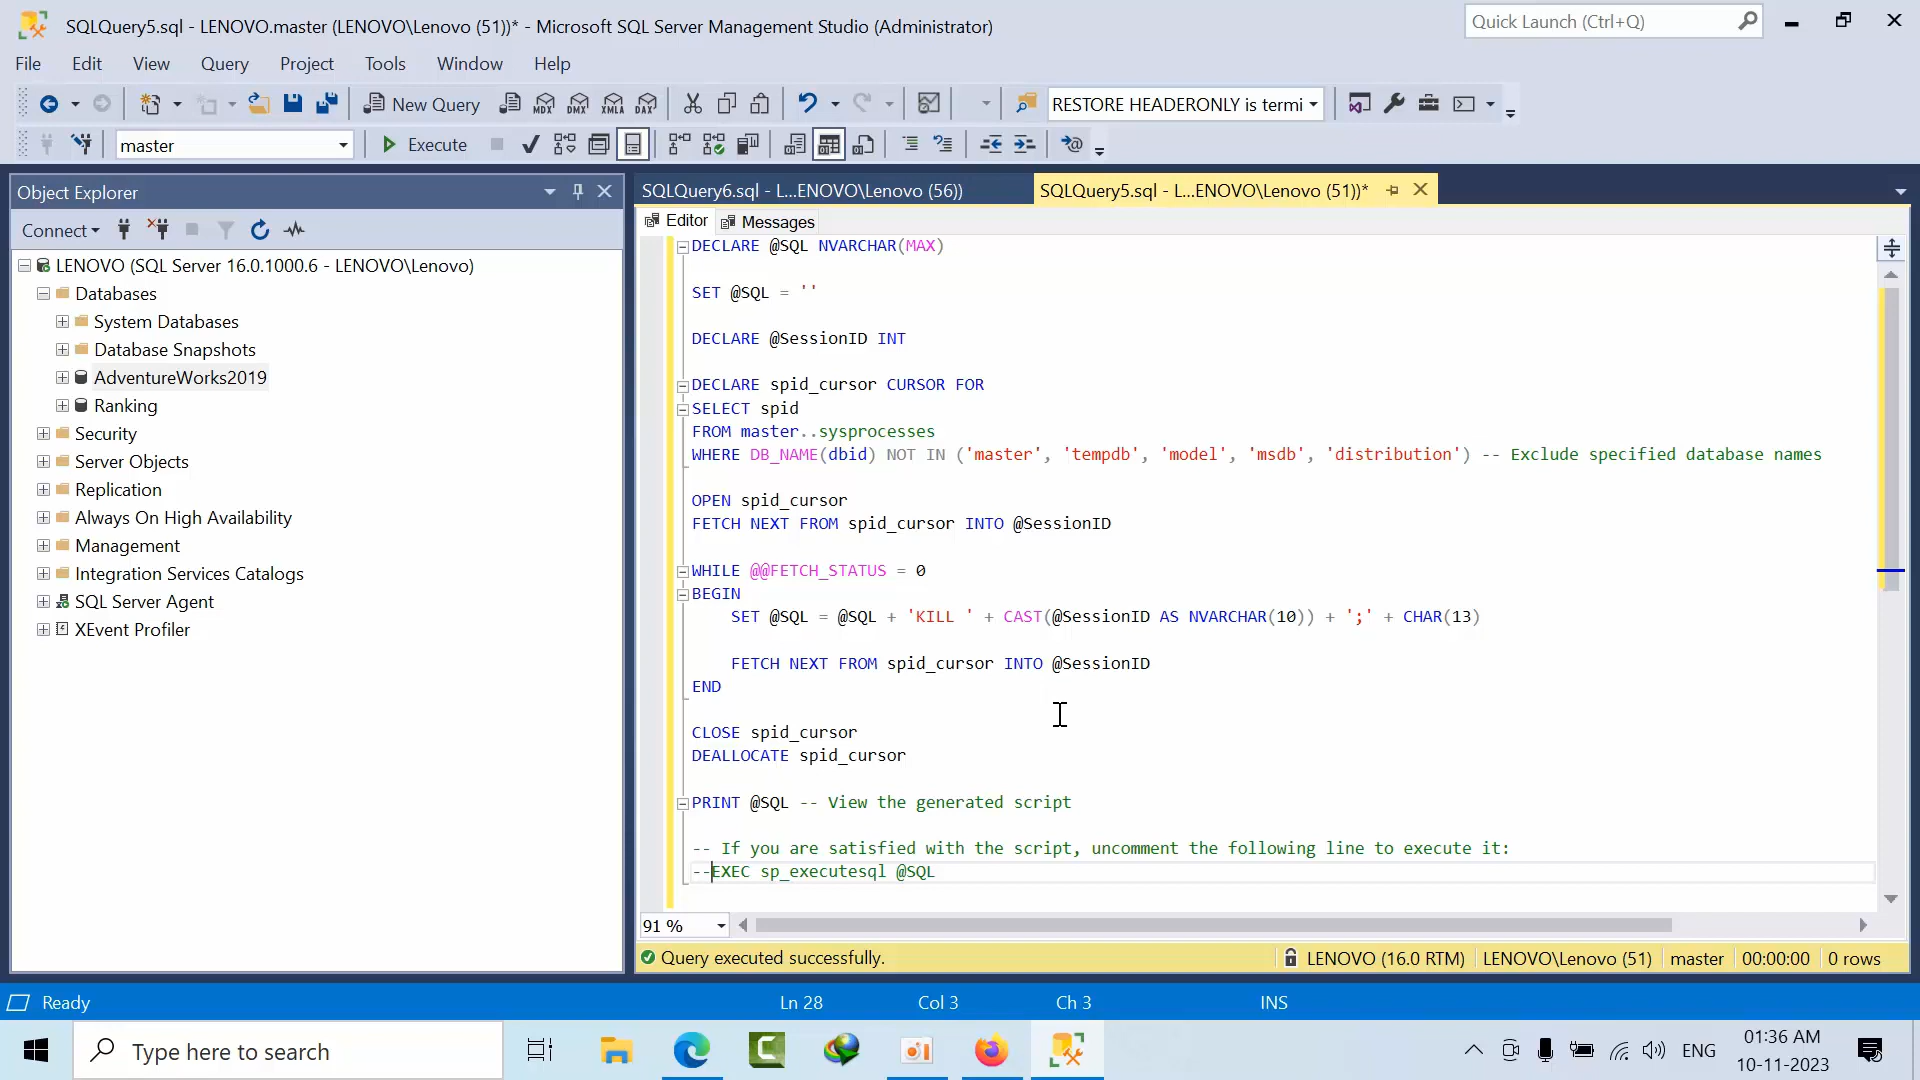 SQLQuery5.sql - LENOVO.master (LENOVO\Lenovo (51))* - Microsoft SQL Server Management Studio (Administrator)
Quick Launch (Ctrl+Q)
File Edit View Query Project Tools Window Help
New Query MDX DMX XMLA DAX RESTORE HEADERONLY is termi
master Execute
Object Explorer
SQLQuery6.sql - L...ENOVO\Lenovo (56)) SQLQuery5.sql - L...ENOVO\Lenovo (51))*
Connect
Editor Messages
LENOVO (SQL Server 16.0.1000.6 - LENOVO\Lenovo)
Databases
System Databases
Database Snapshots
AdventureWorks2019
Ranking
Security
Server Objects
Replication
Always On High Availability
Management
Integration Services Catalogs
SQL Server Agent
XEvent Profiler
DECLARE @SQL NVARCHAR(MAX)
SET @SQL = ''
DECLARE @SessionID INT
DECLARE spid_cursor CURSOR FOR
SELECT spid
FROM master..sysprocesses
WHERE DB_NAME(dbid) NOT IN ('master', 'tempdb', 'model', 'msdb', 'distribution') -- Exclude specified database names
OPEN spid_cursor
FETCH NEXT FROM spid_cursor INTO @SessionID
WHILE @@FETCH_STATUS = 0
BEGIN
SET @SQL = @SQL + 'KILL ' + CAST(@SessionID AS NVARCHAR(10)) + ';' + CHAR(13)
FETCH NEXT FROM spid_cursor INTO @SessionID
END
CLOSE spid_cursor
DEALLOCATE spid_cursor
PRINT @SQL -- View the generated script
-- If you are satisfied with the script, uncomment the following line to execute it:
--EXEC sp_executesql @SQL
91 %
Query executed successfully. LENOVO (16.0 RTM) LENOVO\Lenovo (51) master 00:00:00 0 rows
Ready Ln 28 Col 3 Ch 3 INS
Type here to search
ENG
01:36 AM
10-11-2023